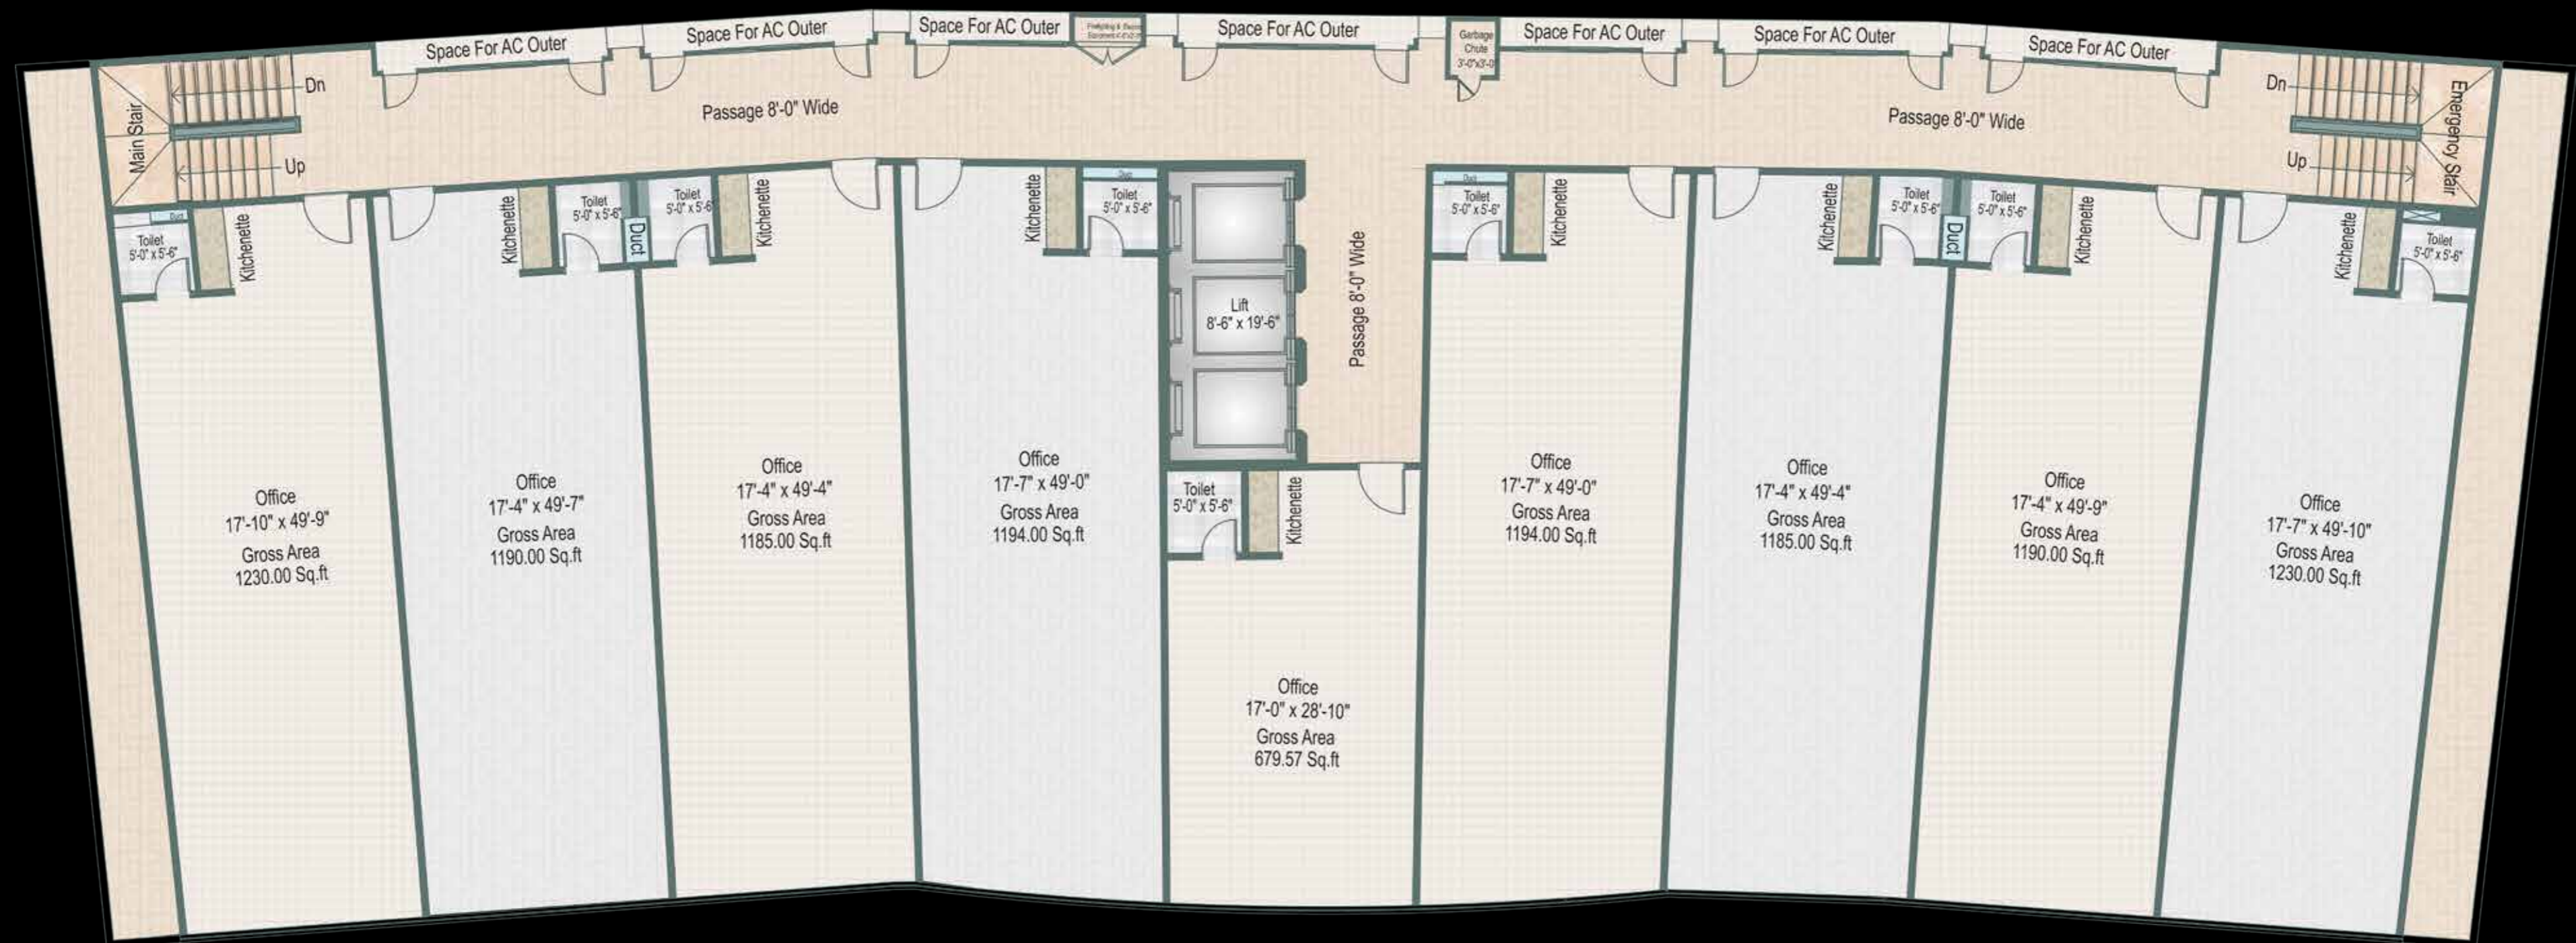 Space For AC Outer
Space For AC Outer
Space For AC Outer
Space For AC Outer
Garbage
Chute
3'-0"x3'-0"
Space For AC Outer
Space For AC Outer
Space For AC Outer
Main Stair
Dn
Up
Passage 8'-0" Wide
Passage 8'-0" Wide
Dn
Up
Emergency Stair
Duct
Toilet
5'-0" x 5'-6"
Kitchenette
Kitchenette
Toilet
5'-0" x 5'-6"
Duct
Toilet
5'-0" x 5'-6"
Kitchenette
Kitchenette
Duct
Toilet
5'-0" x 5'-6"
Lift
8'-6" x 19'-6"
Passage 8'-0" Wide
Duct
Toilet
5'-0" x 5'-6"
Kitchenette
Kitchenette
Toilet
5'-0" x 5'-6"
Duct
Toilet
5'-0" x 5'-6"
Kitchenette
Kitchenette
Toilet
5'-0" x 5'-6"
Office
17'-10" x 49'-9"
Gross Area
1230.00 Sq.ft
Office
17'-4" x 49'-7"
Gross Area
1190.00 Sq.ft
Office
17'-4" x 49'-4"
Gross Area
1185.00 Sq.ft
Office
17'-7" x 49'-0"
Gross Area
1194.00 Sq.ft
Toilet
5'-0" x 5'-6"
Kitchenette
Office
17'-0" x 28'-10"
Gross Area
679.57 Sq.ft
Office
17'-7" x 49'-0"
Gross Area
1194.00 Sq.ft
Office
17'-4" x 49'-4"
Gross Area
1185.00 Sq.ft
Office
17'-4" x 49'-9"
Gross Area
1190.00 Sq.ft
Office
17'-7" x 49'-10"
Gross Area
1230.00 Sq.ft